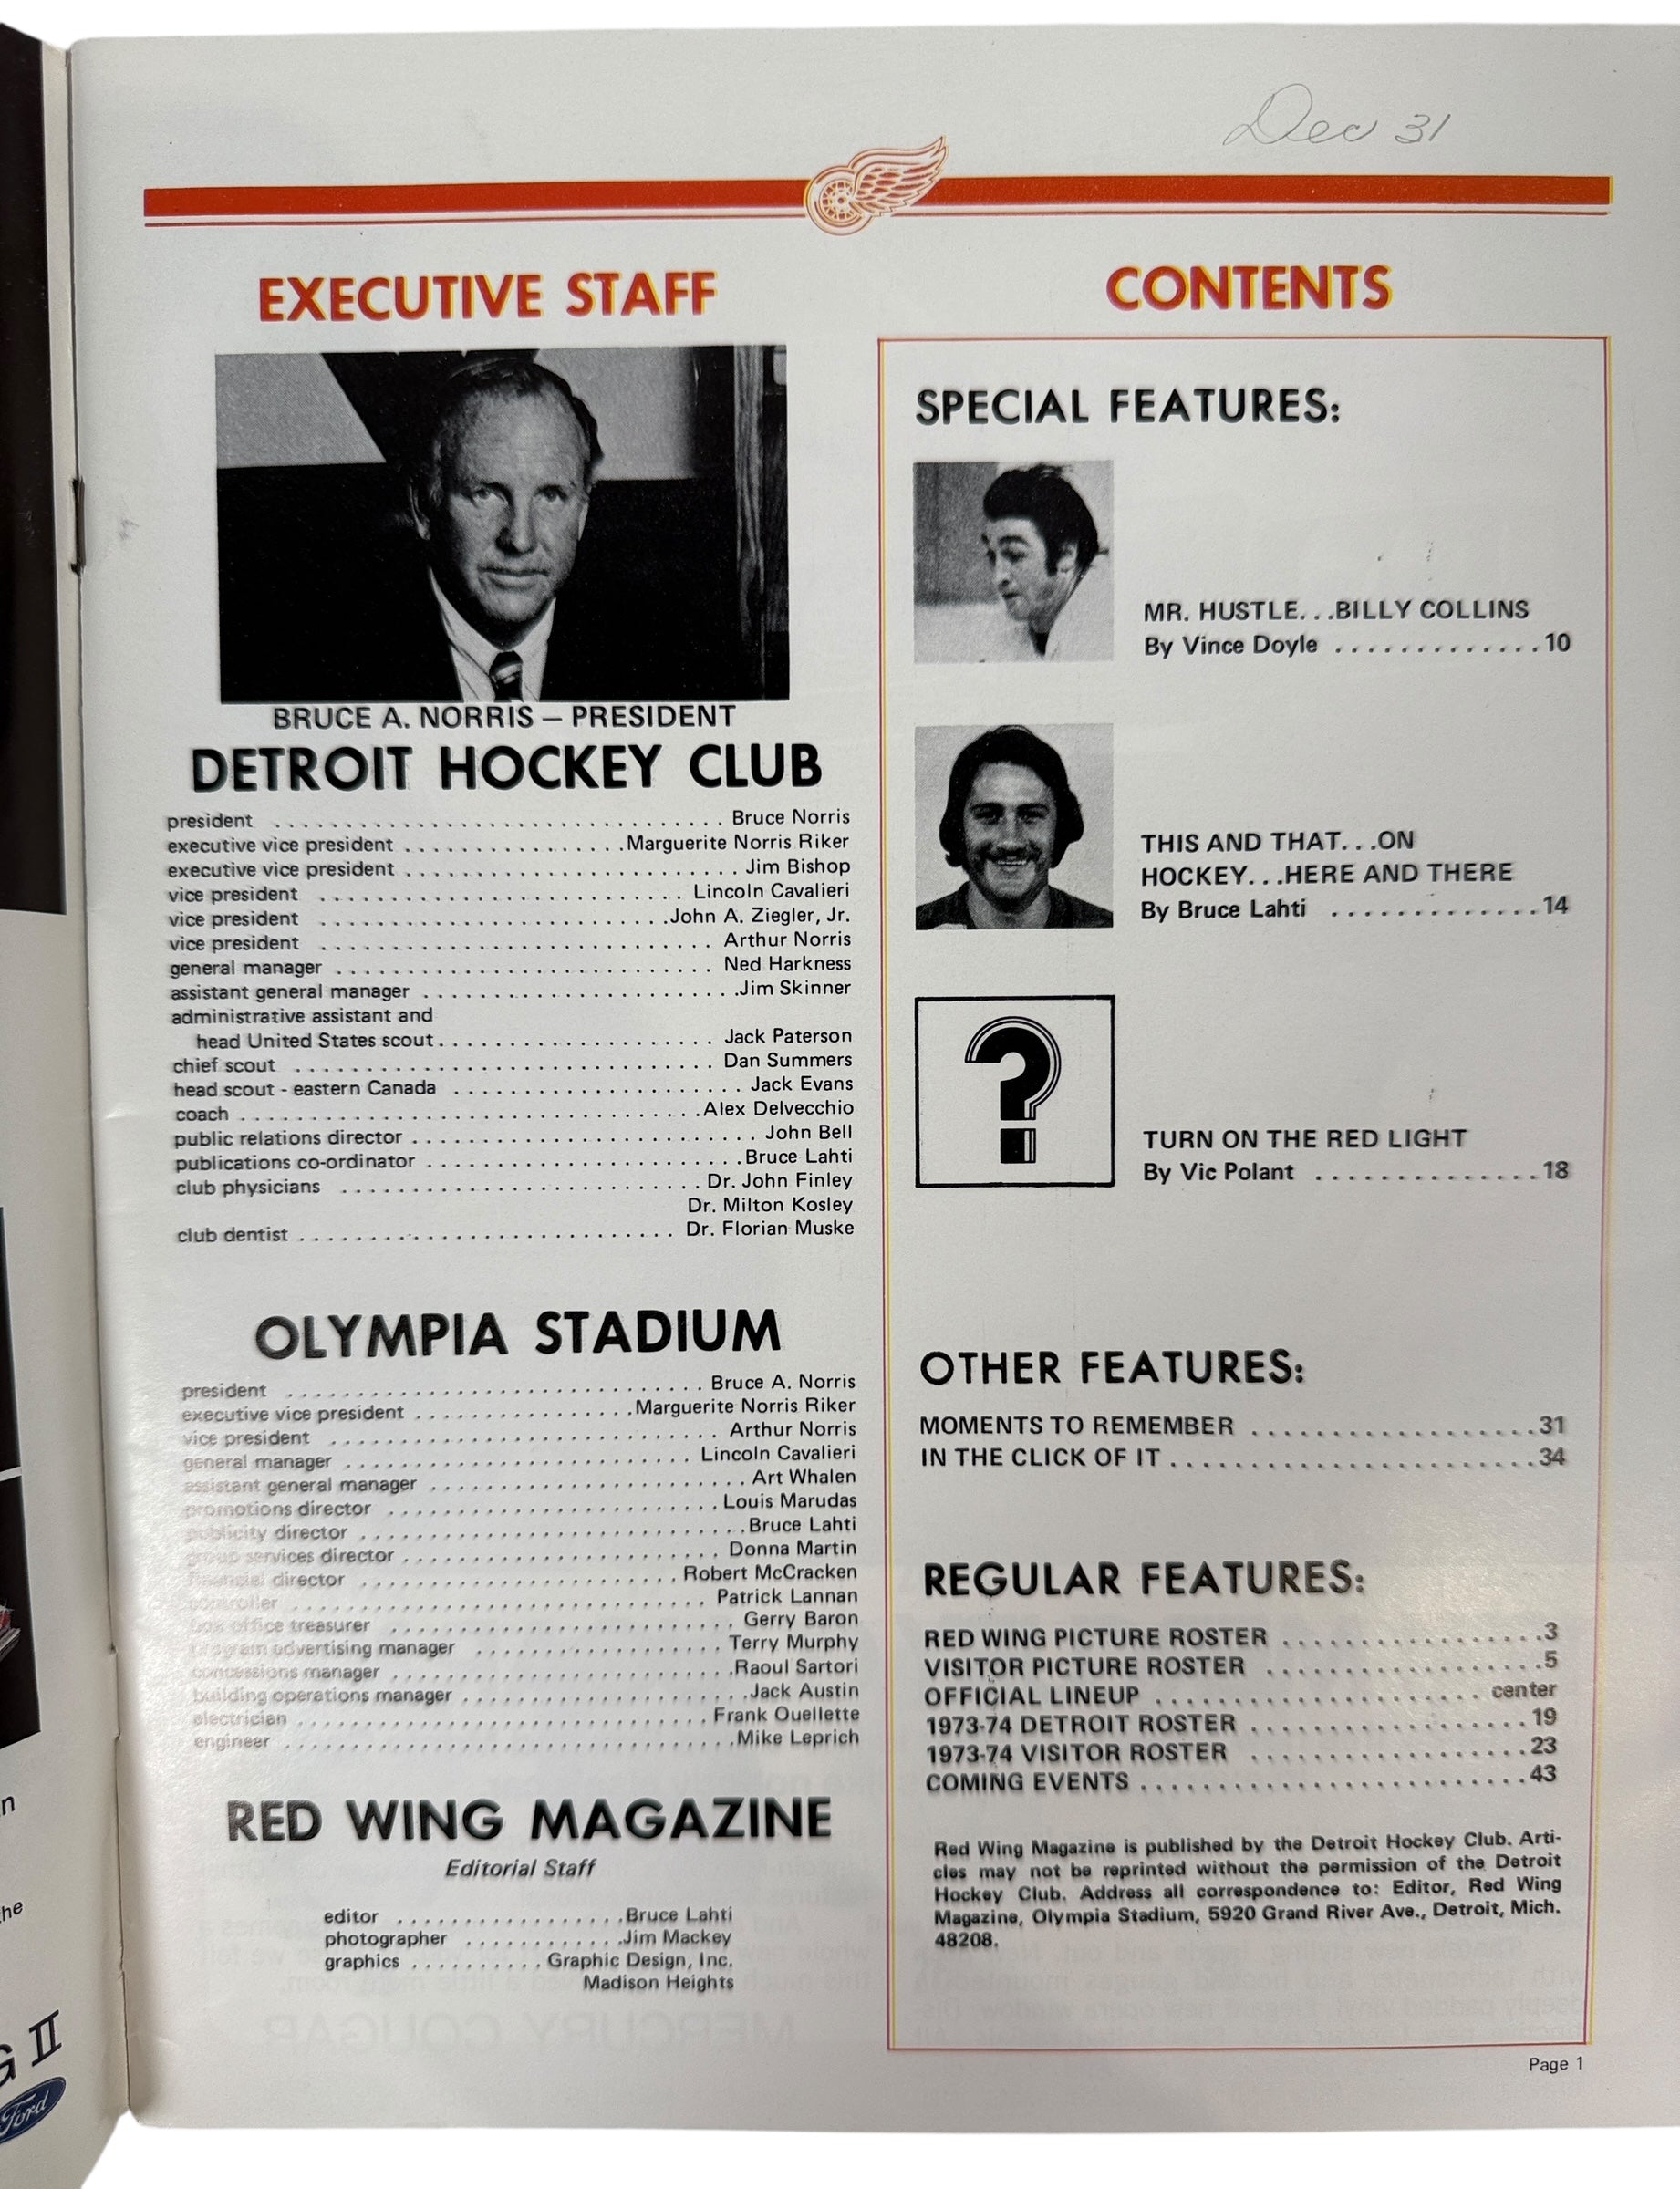 Dec 31
EXECUTIVE STAFF
BRUCE A. NORRIS — PRESIDENT
DETROIT HOCKEY CLUB
president .......... Bruce Norris
executive vice president .......... Marguerite Norris Riker
executive vice president .......... Jim Bishop
vice president .......... Lincoln Cavalieri
vice president .......... John A. Ziegler, Jr.
vice president .......... Arthur Norris
general manager .......... Ned Harkness
assistant general manager .......... Jim Skinner
administrative assistant and
head United States scout .......... Jack Paterson
chief scout .......... Dan Summers
head scout - eastern Canada .......... Jack Evans
coach .......... Alex Delvecchio
public relations director .......... John Bell
publications co-ordinator .......... Bruce Lahti
club physicians .......... Dr. John Finley
Dr. Milton Kosley
club dentist .......... Dr. Florian Muske
OLYMPIA STADIUM
president .......... Bruce A. Norris
executive vice president .......... Marguerite Norris Riker
vice president .......... Arthur Norris
general manager .......... Lincoln Cavalieri
assistant general manager .......... Art Whalen
promotions director .......... Louis Marudas
publicity director .......... Bruce Lahti
group services director .......... Donna Martin
financial director .......... Robert McCracken
controller .......... Patrick Lannan
box office treasurer .......... Gerry Baron
program advertising manager .......... Terry Murphy
concessions manager .......... Raoul Sartori
building operations manager .......... Jack Austin
electrician .......... Frank Ouellette
engineer .......... Mike Leprich
RED WING MAGAZINE
Editorial Staff
editor .......... Bruce Lahti
photographer .......... Jim Mackey
graphics .......... Graphic Design, Inc.
Madison Heights
CONTENTS
SPECIAL FEATURES:
MR. HUSTLE...BILLY COLLINS
By Vince Doyle .......... 10
THIS AND THAT...ON
HOCKEY...HERE AND THERE
By Bruce Lahti .......... 14
?
TURN ON THE RED LIGHT
By Vic Polant .......... 18
OTHER FEATURES:
MOMENTS TO REMEMBER .......... 31
IN THE CLICK OF IT .......... 34
REGULAR FEATURES:
RED WING PICTURE ROSTER .......... 3
VISITOR PICTURE ROSTER .......... 5
OFFICIAL LINEUP .......... center
1973-74 DETROIT ROSTER .......... 19
1973-74 VISITOR ROSTER .......... 23
COMING EVENTS .......... 43
Red Wing Magazine is published by the Detroit Hockey Club. Arti-
cles may not be reprinted without the permission of the Detroit
Hockey Club. Address all correspondence to: Editor, Red Wing
Magazine, Olympia Stadium, 5920 Grand River Ave., Detroit, Mich.
48208.
Page 1
II
Ford